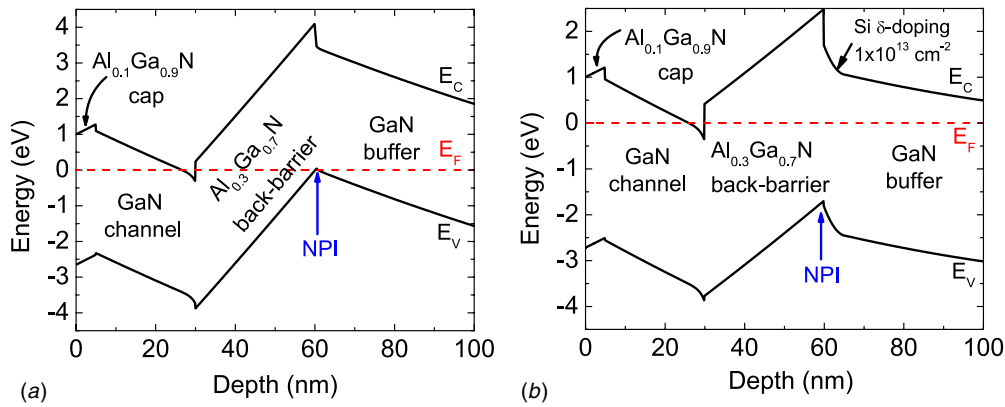 Al0.1Ga0.9N
cap
EC
GaN
buffer
EF
Al0.3Ga0.7N
back-barrier
GaN
channel
EV
NPI
Energy (eV)
4
3
2
1
0
-1
-2
-3
-4
0 20 40 60 80 100
Depth (nm)
(a)
Al0.1Ga0.9N
cap
Si δ-doping
1x10^13 cm^-2
EC
EF
GaN
channel
Al0.3Ga0.7N
back-barrier
GaN
buffer
NPI
EV
Energy (eV)
2
1
0
-1
-2
-3
-4
0 20 40 60 80 100
Depth (nm)
(b)